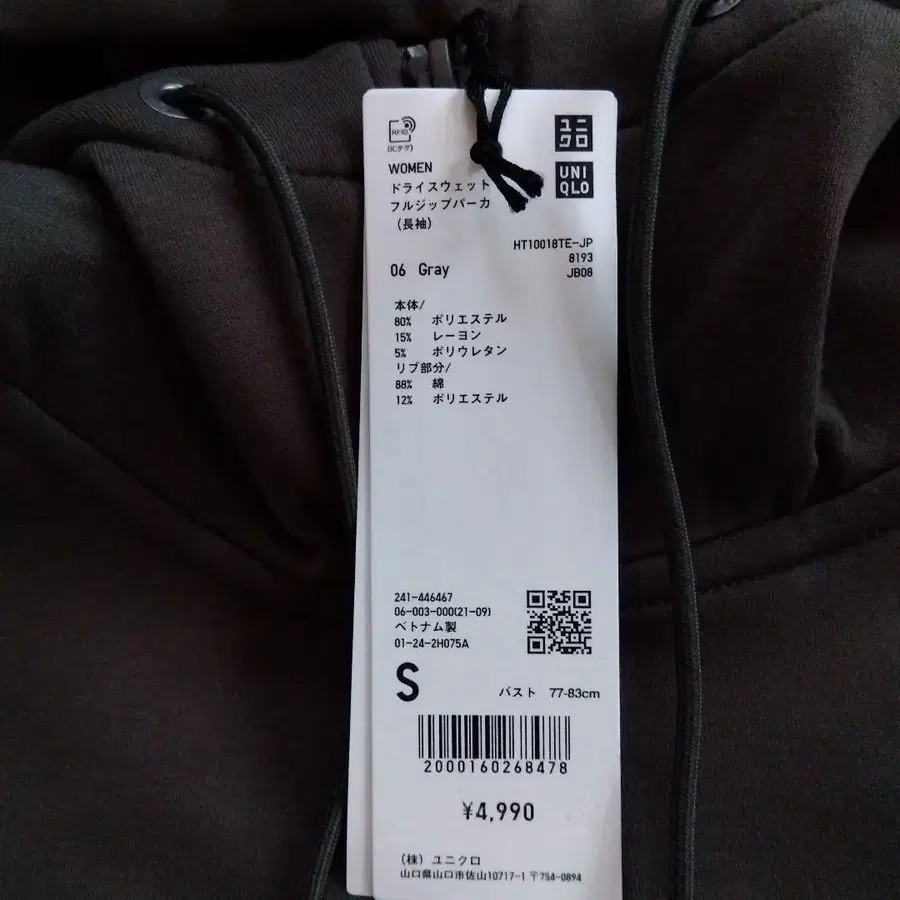 RFID
(ICタグ)
ユニ
クロ
UNI
QLO
WOMEN
ドライスウェット
フルジップパーカ
（長袖）
HT10018TE-JP
8193
JB08
06 Gray
本体/
80% ポリエステル
15% レーヨン
5% ポリウレタン
リブ部分/
88% 綿
12% ポリエステル
241-446467
06-003-000(21-09)
ベトナム製
01-24-2H075A
S バスト 77-83cm
2000160268478
¥4,990
（株）ユニクロ
山口県山口市佐山10717-1 〒754-0894